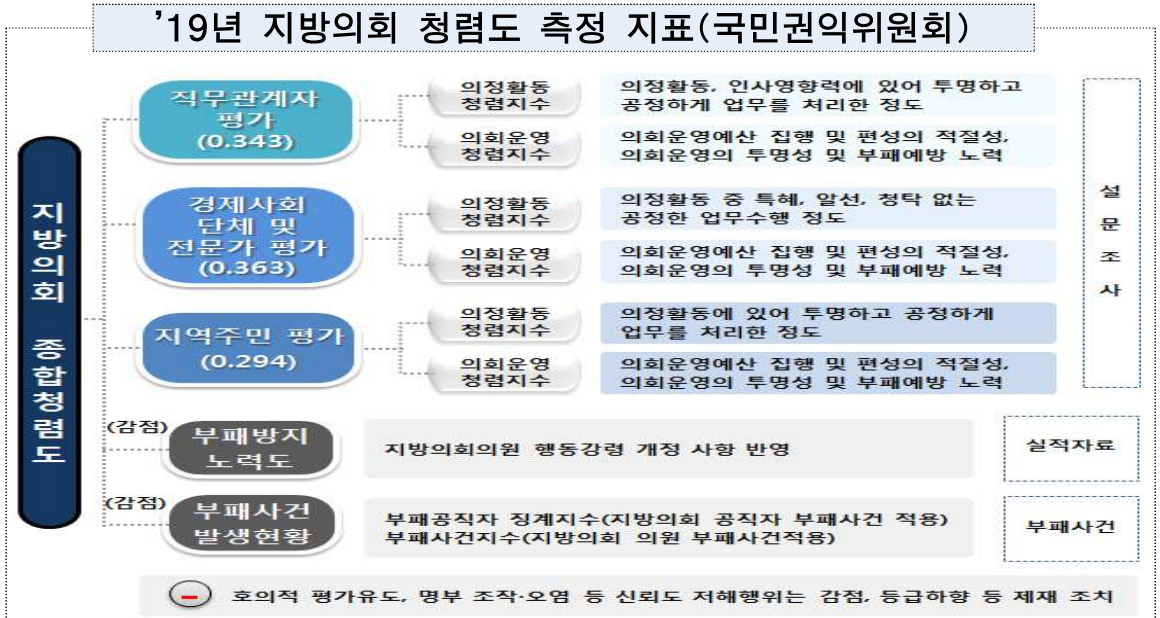 ’19년 지방의회 청렴도 측정 지표(국민권익위원회)
지방의회 종합청렴도
직무관계자
평가
(0.343)
의정활동
청렴지수
의정활동, 인사영향력에 있어 투명하고
공정하게 업무를 처리한 정도
의회운영
청렴지수
의회운영예산 집행 및 편성의 적절성,
의회운영의 투명성 및 부패예방 노력
경제사회
단체 및
전문가 평가
(0.363)
의정활동
청렴지수
의정활동 중 특혜, 알선, 청탁 없는
공정한 업무수행 정도
의회운영
청렴지수
의회운영예산 집행 및 편성의 적절성,
의회운영의 투명성 및 부패예방 노력
지역주민 평가
(0.294)
의정활동
청렴지수
의정활동에 있어 투명하고 공정하게
업무를 처리한 정도
의회운영
청렴지수
의회운영예산 집행 및 편성의 적절성,
의회운영의 투명성 및 부패예방 노력
설문조사
(감점)
부패방지
노력도
지방의회의원 행동강령 개정 사항 반영
실적자료
(감점)
부패사건
발생현황
부패공직자 징계지수(지방의회 공직자 부패사건 적용)
부패사건지수(지방의회 의원 부패사건적용)
부패사건
− 호의적 평가유도, 명부 조작·오염 등 신뢰도 저해행위는 감점, 등급하향 등 제재 조치